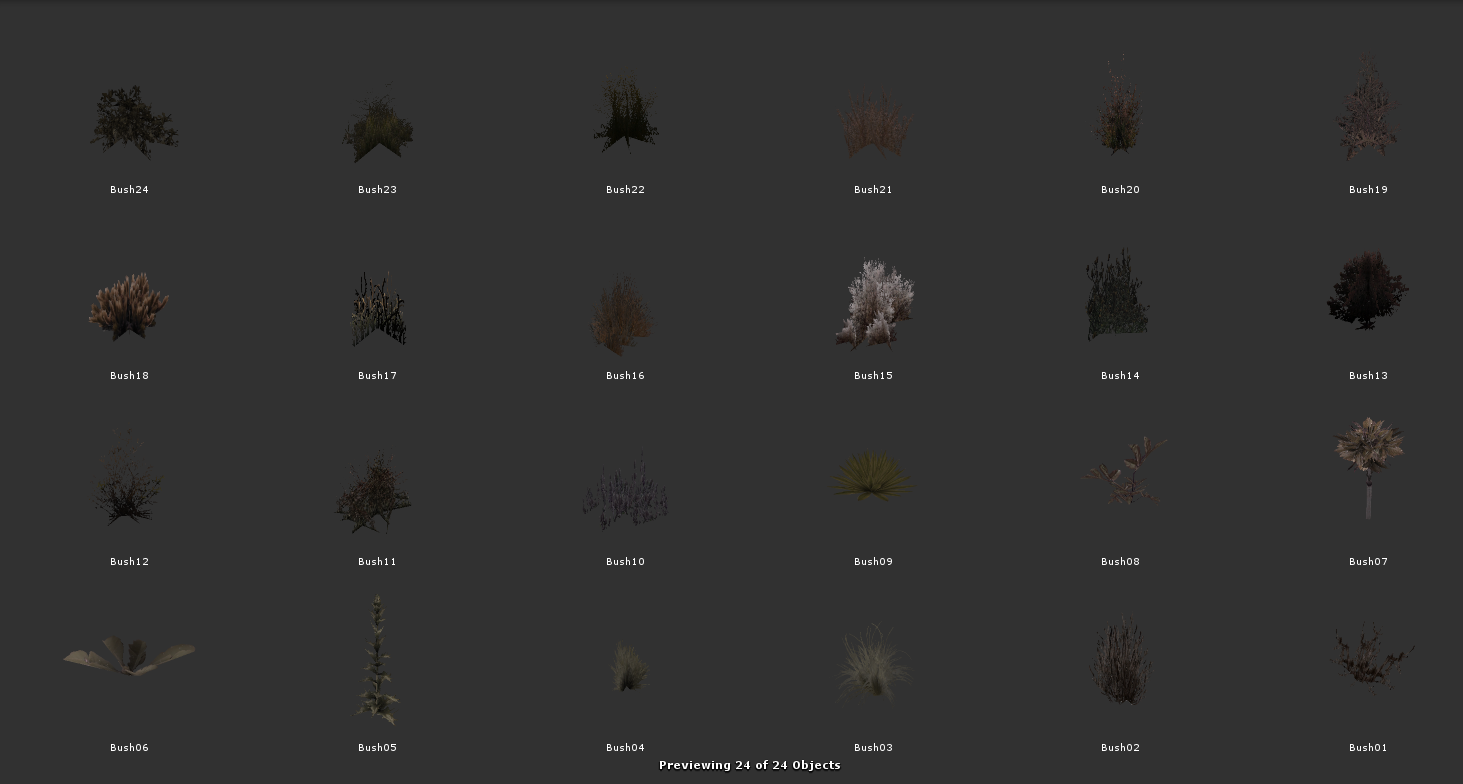 Bush24 Bush23 Bush22 Bush21 Bush20 Bush19
Bush18 Bush17 Bush16 Bush15 Bush14 Bush13
Bush12 Bush11 Bush10 Bush09 Bush08 Bush07
Bush06 Bush05 Bush04 Bush03 Bush02 Bush01
Previewing 24 of 24 Objects